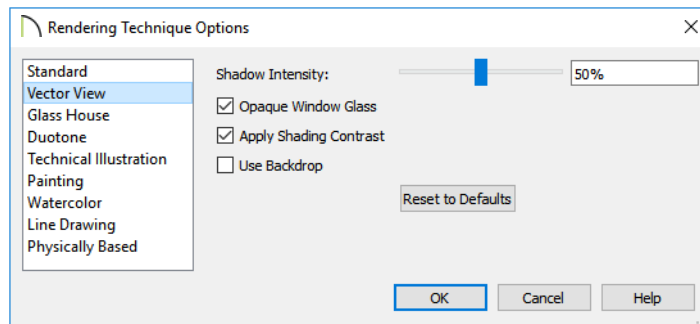 Rendering Technique Options
Standard
Vector View
Glass House
Duotone
Technical Illustration
Painting
Watercolor
Line Drawing
Physically Based
Shadow Intensity:
50%
Opaque Window Glass
Apply Shading Contrast
Use Backdrop
Reset to Defaults
OK
Cancel
Help